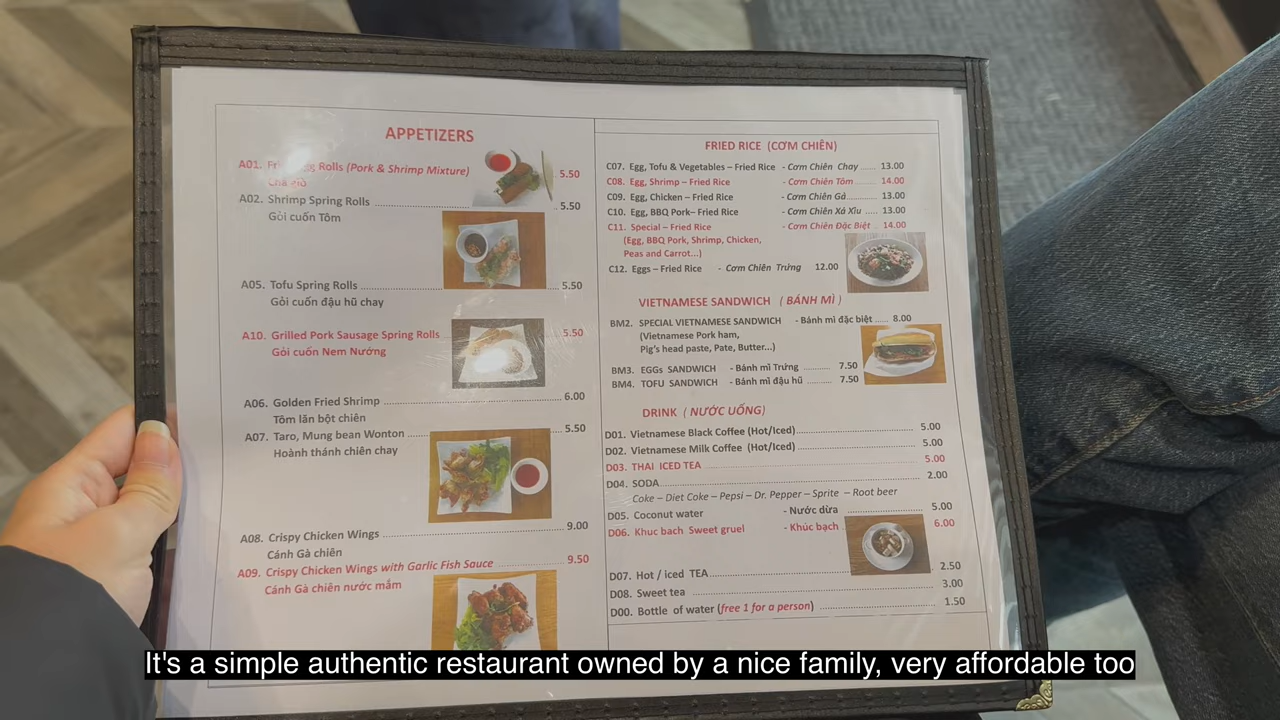 APPETIZERS
A01. Egg Rolls (Pork & Shrimp Mixture) 5.50
Chả giò
A02. Shrimp Spring Rolls 5.50
Gỏi cuốn Tôm
A05. Tofu Spring Rolls 5.50
Gỏi cuốn đậu hũ chay
A10. Grilled Pork Sausage Spring Rolls 5.50
Gỏi cuốn Nem Nướng
A06. Golden Fried Shrimp 6.00
Tôm lăn bột chiên
A07. Taro, Mung bean Wonton 5.50
Hoành thánh chiên chay
A08. Crispy Chicken Wings 9.00
Cánh Gà chiên
A09. Crispy Chicken Wings with Garlic Fish Sauce 9.50
Cánh Gà chiên nước mắm
FRIED RICE (CƠM CHIÊN)
C07. Egg, Tofu & Vegetables – Fried Rice - Cơm Chiên Chay 13.00
C08. Egg, Shrimp – Fried Rice - Cơm Chiên Tôm 14.00
C09. Egg, Chicken – Fried Rice - Cơm Chiên Gà 13.00
C10. Egg, BBQ Pork– Fried Rice - Cơm Chiên Xá Xíu 13.00
C11. Special – Fried Rice - Cơm Chiên Đặc Biệt 14.00
(Egg, BBQ Pork, Shrimp, Chicken,
Peas and Carrot...)
C12. Eggs – Fried Rice - Cơm Chiên Trứng 12.00
VIETNAMESE SANDWICH ( BÁNH MÌ )
BM2. SPECIAL VIETNAMESE SANDWICH - Bánh mì đặc biệt 8.00
(Vietnamese Pork ham,
Pig's head paste, Pate, Butter...)
BM3. EGGs SANDWICH - Bánh mì Trứng 7.50
BM4. TOFU SANDWICH - Bánh mì đậu hũ 7.50
DRINK ( NƯỚC UỐNG)
D01. Vietnamese Black Coffee (Hot/Iced) 5.00
D02. Vietnamese Milk Coffee (Hot/Iced) 5.00
D03. THAI ICED TEA 5.00
D04. SODA 2.00
Coke – Diet Coke – Pepsi – Dr. Pepper – Sprite – Root beer
D05. Coconut water - Nước dừa 5.00
D06. Khuc bach Sweet gruel - Khúc bạch 6.00
D07. Hot / iced TEA 2.50
D08. Sweet tea 3.00
D00. Bottle of water (free 1 for a person) 1.50
It's a simple authentic restaurant owned by a nice family, very affordable too